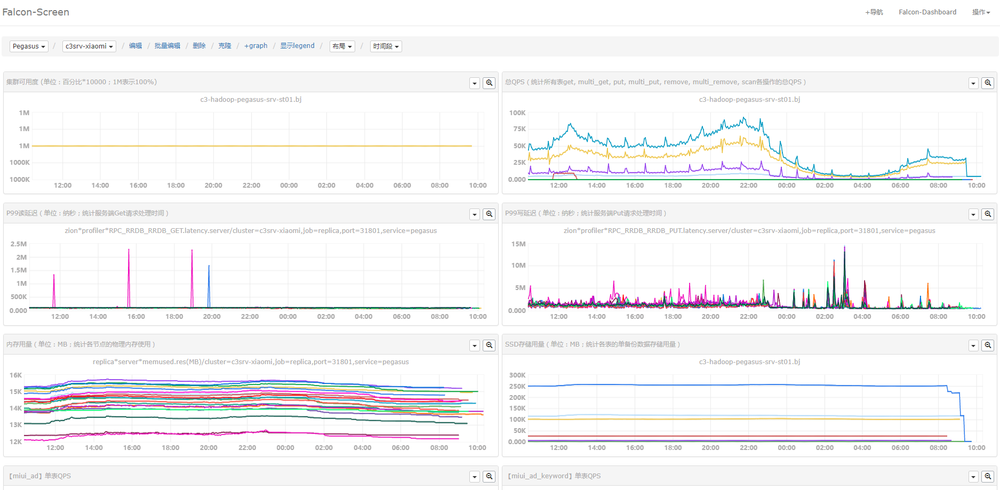 Falcon-Screen
+导航 Falcon-Dashboard 操作
Pegasus / c3srv-xiaomi / 编辑 / 批量编辑 / 删除 / 克隆 / +graph / 显示legend / 布局 / 时间段
集群可用度 (单位：百分比*10000；1M表示100%)
c3-hadoop-pegasus-srv-st01.bj
1M
1M
1M
1000K
1000K
12:00 14:00 16:00 18:00 20:00 22:00 00:00 02:00 04:00 06:00 08:00 10:00
总QPS（统计所有表get, multi_get, put, multi_put, remove, multi_remove, scan各操作的总QPS）
c3-hadoop-pegasus-srv-st01.bj
100K
75K
50K
25K
0.000
12:00 14:00 16:00 18:00 20:00 22:00 00:00 02:00 04:00 06:00 08:00 10:00
P99读延迟（单位：纳秒；统计服务端Get请求处理时间）
zion*profiler*RPC_RRDB_RRDB_GET.latency.server/cluster=c3srv-xiaomi,job=replica,port=31801,service=pegasus
2.5M
2M
1.5M
1M
500K
0.000
12:00 14:00 16:00 18:00 20:00 22:00 00:00 02:00 04:00 06:00 08:00 10:00
P99写延迟（单位：纳秒；统计服务端Put请求处理时间）
zion*profiler*RPC_RRDB_RRDB_PUT.latency.server/cluster=c3srv-xiaomi,job=replica,port=31801,service=pegasus
15M
10M
5M
0.000
12:00 14:00 16:00 18:00 20:00 22:00 00:00 02:00 04:00 06:00 08:00 10:00
内存用量（单位：MB；统计各节点的物理内存使用）
replica*server*memused.res(MB)/cluster=c3srv-xiaomi,job=replica,port=31801,service=pegasus
16K
15K
14K
13K
12K
12:00 14:00 16:00 18:00 20:00 22:00 00:00 02:00 04:00 06:00 08:00 10:00
SSD存储用量（单位：MB；统计各表的单备份数据存储用量）
c3-hadoop-pegasus-srv-st01.bj
300K
250K
200K
150K
100K
50K
0.000
12:00 14:00 16:00 18:00 20:00 22:00 00:00 02:00 04:00 06:00 08:00 10:00
【miui_ad】单表QPS
【miui_ad_keyword】单表QPS